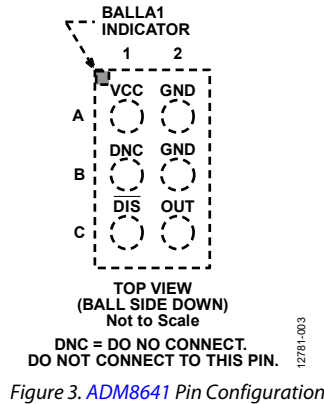 BALLA1
INDICATOR
1 2
VCC GND
A
DNC GND
B
DIS OUT
C
TOP VIEW
(BALL SIDE DOWN)
Not to Scale
DNC = DO NO CONNECT.
DO NOT CONNECT TO THIS PIN.
12781-003
Figure 3. ADM8641 Pin Configuration